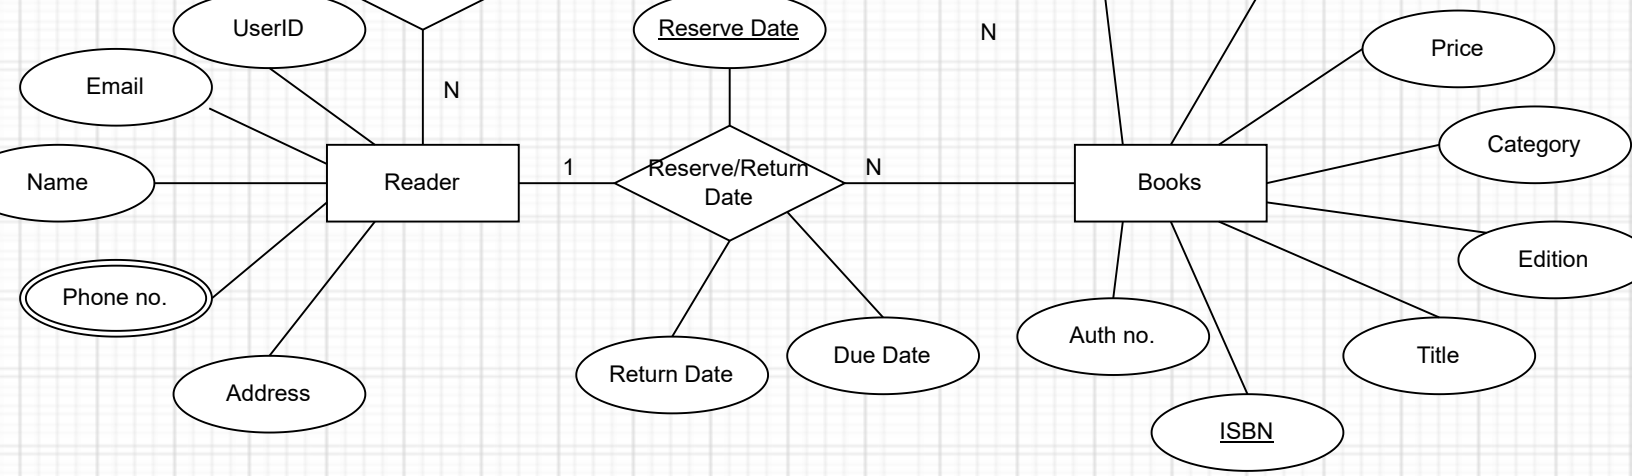 UserID
Reserve Date
N
Price
Email
N
Category
Name
Reader
1
Reserve/Return
Date
N
Books
Edition
Phone no.
Auth no.
Title
Address
Return Date
Due Date
ISBN